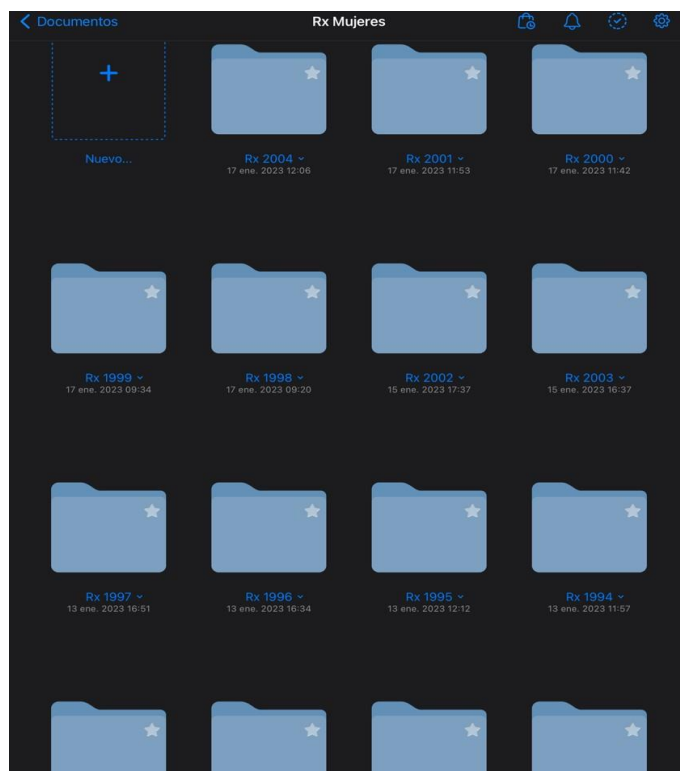 Documentos
Rx Mujeres
Nuevo...
Rx 2004
17 ene. 2023 12:06
Rx 2001
17 ene. 2023 11:53
Rx 2000
17 ene. 2023 11:42
Rx 1999
17 ene. 2023 09:34
Rx 1998
17 ene. 2023 09:20
Rx 2002
15 ene. 2023 17:37
Rx 2003
15 ene. 2023 16:37
Rx 1997
13 ene. 2023 16:51
Rx 1996
13 ene. 2023 16:34
Rx 1995
13 ene. 2023 12:12
Rx 1994
13 ene. 2023 11:57